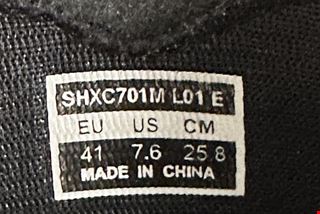 SHXC701M L01 E
EU US CM
41 7.6 25.8
MADE IN CHINA